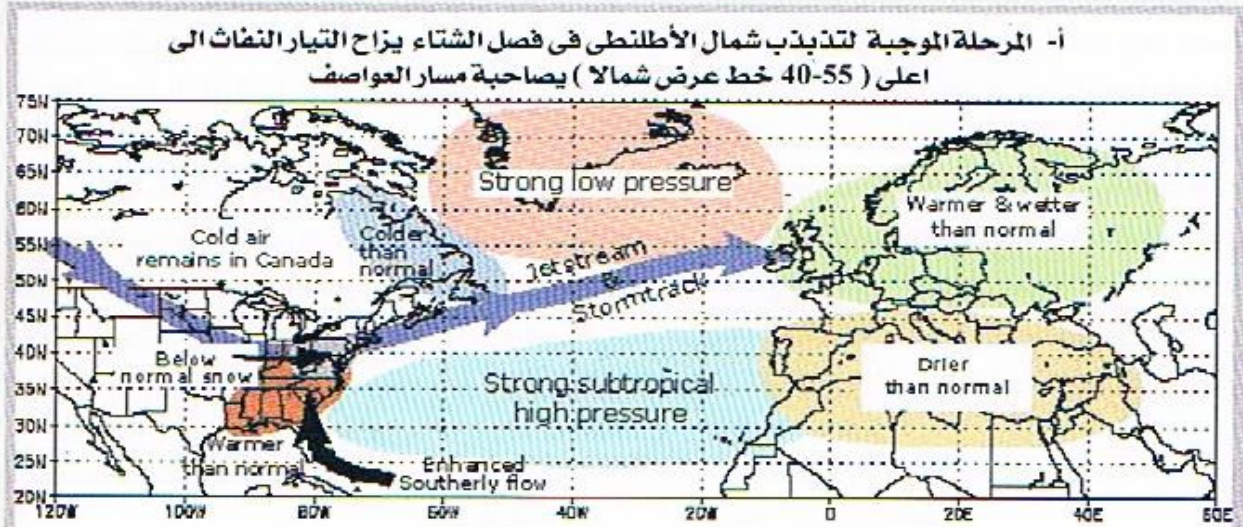 أ- المرحلة الموجبة لتذبذب شمال الأطلنطى فى فصل الشتاء يزاح التيار النفاث الى
اعلى ( 55-40 خط عرض شمالا ) يصاحبة مسار العواصف
75N
70N
65N
60N
55N
50N
45N
40N
35N
30N
25N
20N
Strong low pressure
Warmer & wetter
than normal
Cold air
remains in Canada
Colder
than
normal
Jetstream
&
Stormtrack
Below
normal snow
Strong subtropical
high pressure
Drier
than normal
Warmer
than normal
Enhanced
Southerly flow
120W 100W 80W 60W 40W 20W 0 20E 40E 60E